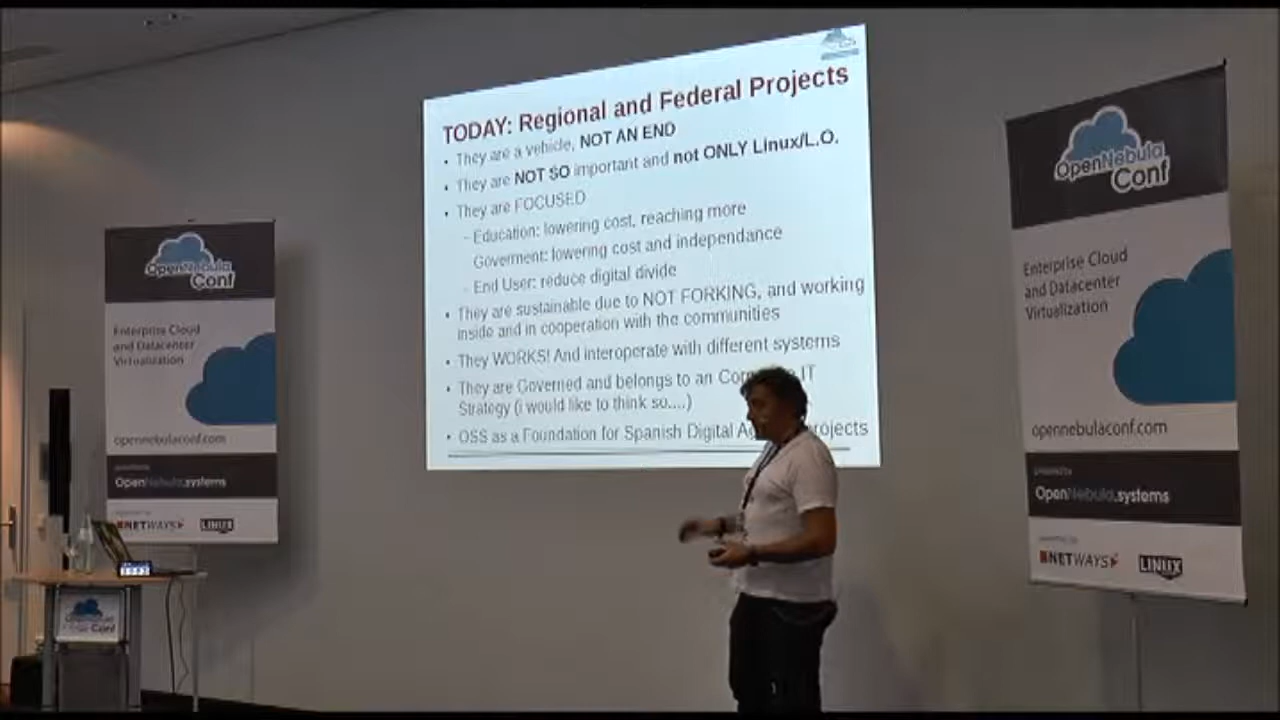 TODAY: Regional and Federal Projects
• They are a vehicle, NOT AN END
• They are NOT SO important and not ONLY Linux/L.O.
• They are FOCUSED
– Education: lowering cost, reaching more
Goverment: lowering cost and independance
– End User: reduce digital divide
• They are sustainable due to NOT FORKING, and working
inside and in cooperation with the communities
• They WORKS! And interoperate with different systems
• They are Governed and belongs to an IT
Strategy (i would like to think so....)
• OSS as a Foundation for Spanish Digital
OpenNebula
Conf
Enterprise Cloud
and Datacenter
Virtualization
opennebulaconf.com
OpenNebula.systems
NETWAYS
LINUX
OpenNebula
Conf
Enterprise Cloud
and Datacenter
Virtualization
opennebulaconf.com
OpenNebula.systems
NETWAYS
LINUX
Conf